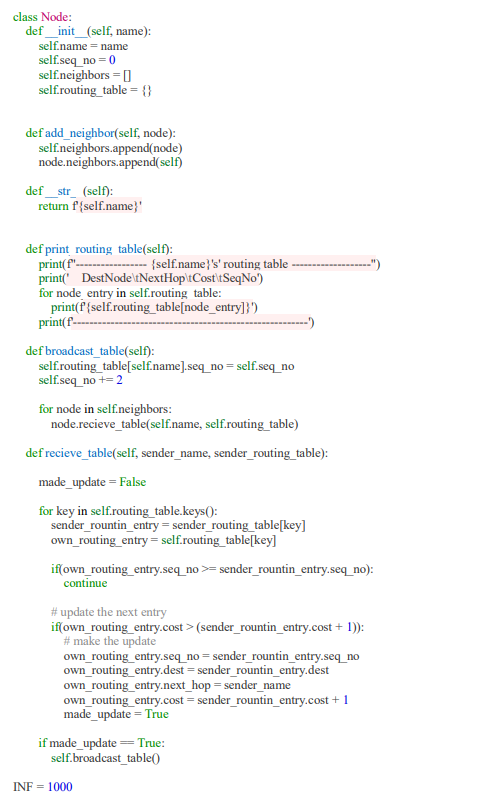 class Node:
def __init__(self, name):
self.name = name
self.seq_no = 0
self.neighbors = []
self.routing_table = {}
def add_neighbor(self, node):
self.neighbors.append(node)
node.neighbors.append(self)
def __str_ (self):
return f'{self.name}'
def print_routing_table(self):
print(f"---------------- {self.name}'s' routing table ------------------")
print(' DestNode\tNextHop\tCost\tSeqNo')
for node_entry in self.routing_table:
print(f'{self.routing_table[node_entry]}')
print(f'-----------------------------------------------------')
def broadcast_table(self):
self.routing_table[self.name].seq_no = self.seq_no
self.seq_no += 2
for node in self.neighbors:
node.recieve_table(self.name, self.routing_table)
def recieve_table(self, sender_name, sender_routing_table):
made_update = False
for key in self.routing_table.keys():
sender_rountin_entry = sender_routing_table[key]
own_routing_entry = self.routing_table[key]
if(own_routing_entry.seq_no >= sender_rountin_entry.seq_no):
continue
# update the next entry
if(own_routing_entry.cost > (sender_rountin_entry.cost + 1)):
# make the update
own_routing_entry.seq_no = sender_rountin_entry.seq_no
own_routing_entry.dest = sender_rountin_entry.dest
own_routing_entry.next_hop = sender_name
own_routing_entry.cost = sender_rountin_entry.cost + 1
made_update = True
if made_update == True:
self.broadcast_table()
INF = 1000